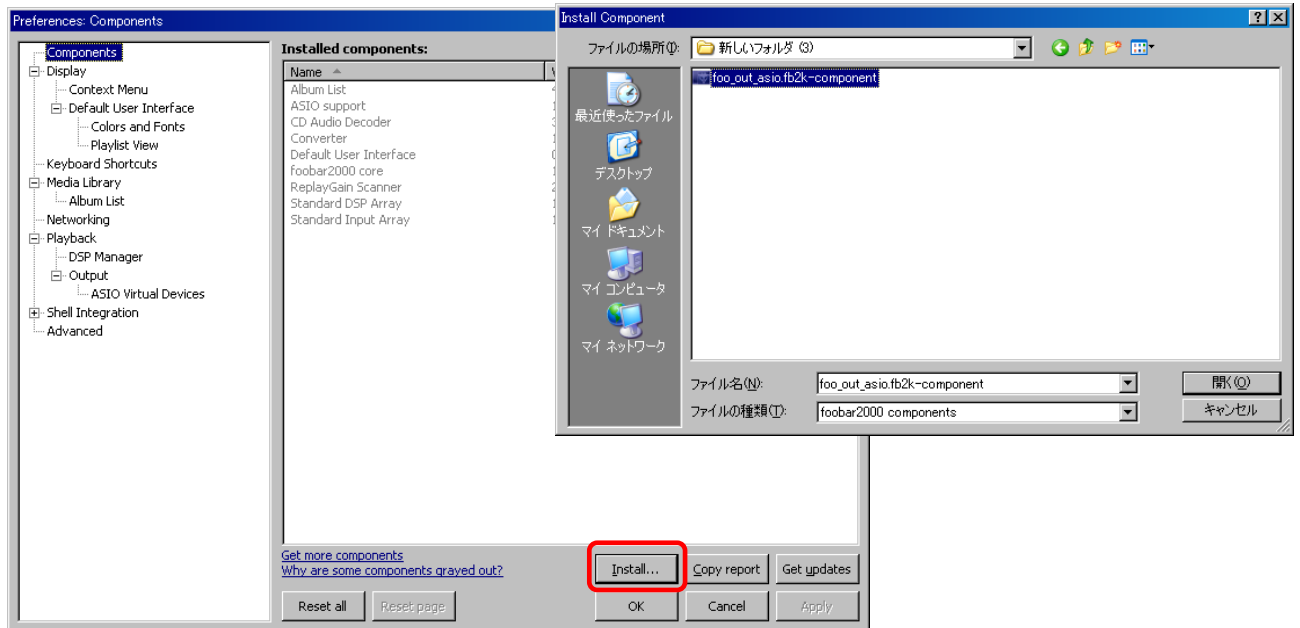 Preferences: Components
Components
Display
Context Menu
Default User Interface
Colors and Fonts
Playlist View
Keyboard Shortcuts
Media Library
Album List
Networking
Playback
DSP Manager
Output
ASIO Virtual Devices
Shell Integration
Advanced
Installed components:
Name
Album List
ASIO support
CD Audio Decoder
Converter
Default User Interface
foobar2000 core
ReplayGain Scanner
Standard DSP Array
Standard Input Array
Get more components
Why are some components grayed out?
Install...
Copy report
Get updates
Reset all
Reset page
OK
Cancel
Apply
Install Component
ファイルの場所(I):
新しいフォルダ (3)
foo_out_asio.fb2k-component
最近使ったファイル
デスクトップ
マイ ドキュメント
マイ コンピュータ
マイ ネットワーク
ファイル名(N):
foo_out_asio.fb2k-component
開く(O)
ファイルの種類(T):
foobar2000 components
キャンセル